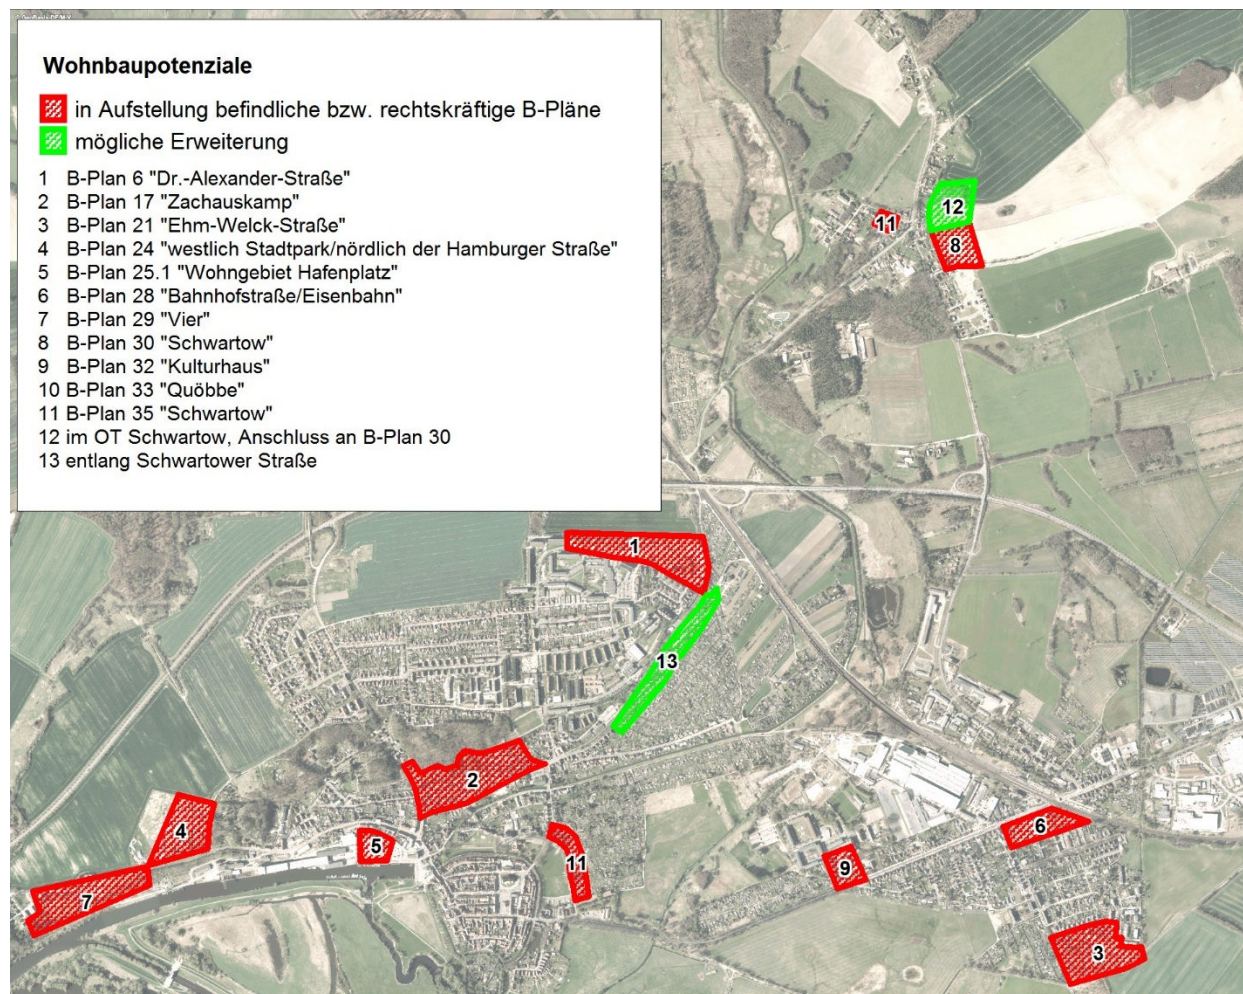 © GeoBasis-DE/M-V
Wohnbaupotenziale
in Aufstellung befindliche bzw. rechtskräftige B-Pläne
mögliche Erweiterung
1 B-Plan 6 "Dr.-Alexander-Straße"
2 B-Plan 17 "Zachauskamp"
3 B-Plan 21 "Ehm-Welck-Straße"
4 B-Plan 24 "westlich Stadtpark/nördlich der Hamburger Straße"
5 B-Plan 25.1 "Wohngebiet Hafenplatz"
6 B-Plan 28 "Bahnhofstraße/Eisenbahn"
7 B-Plan 29 "Vier"
8 B-Plan 30 "Schwartow"
9 B-Plan 32 "Kulturhaus"
10 B-Plan 33 "Quöbbe"
11 B-Plan 35 "Schwartow"
12 im OT Schwartow, Anschluss an B-Plan 30
13 entlang Schwartower Straße
12
11
8
1
13
2
4
5
7
11
6
9
3